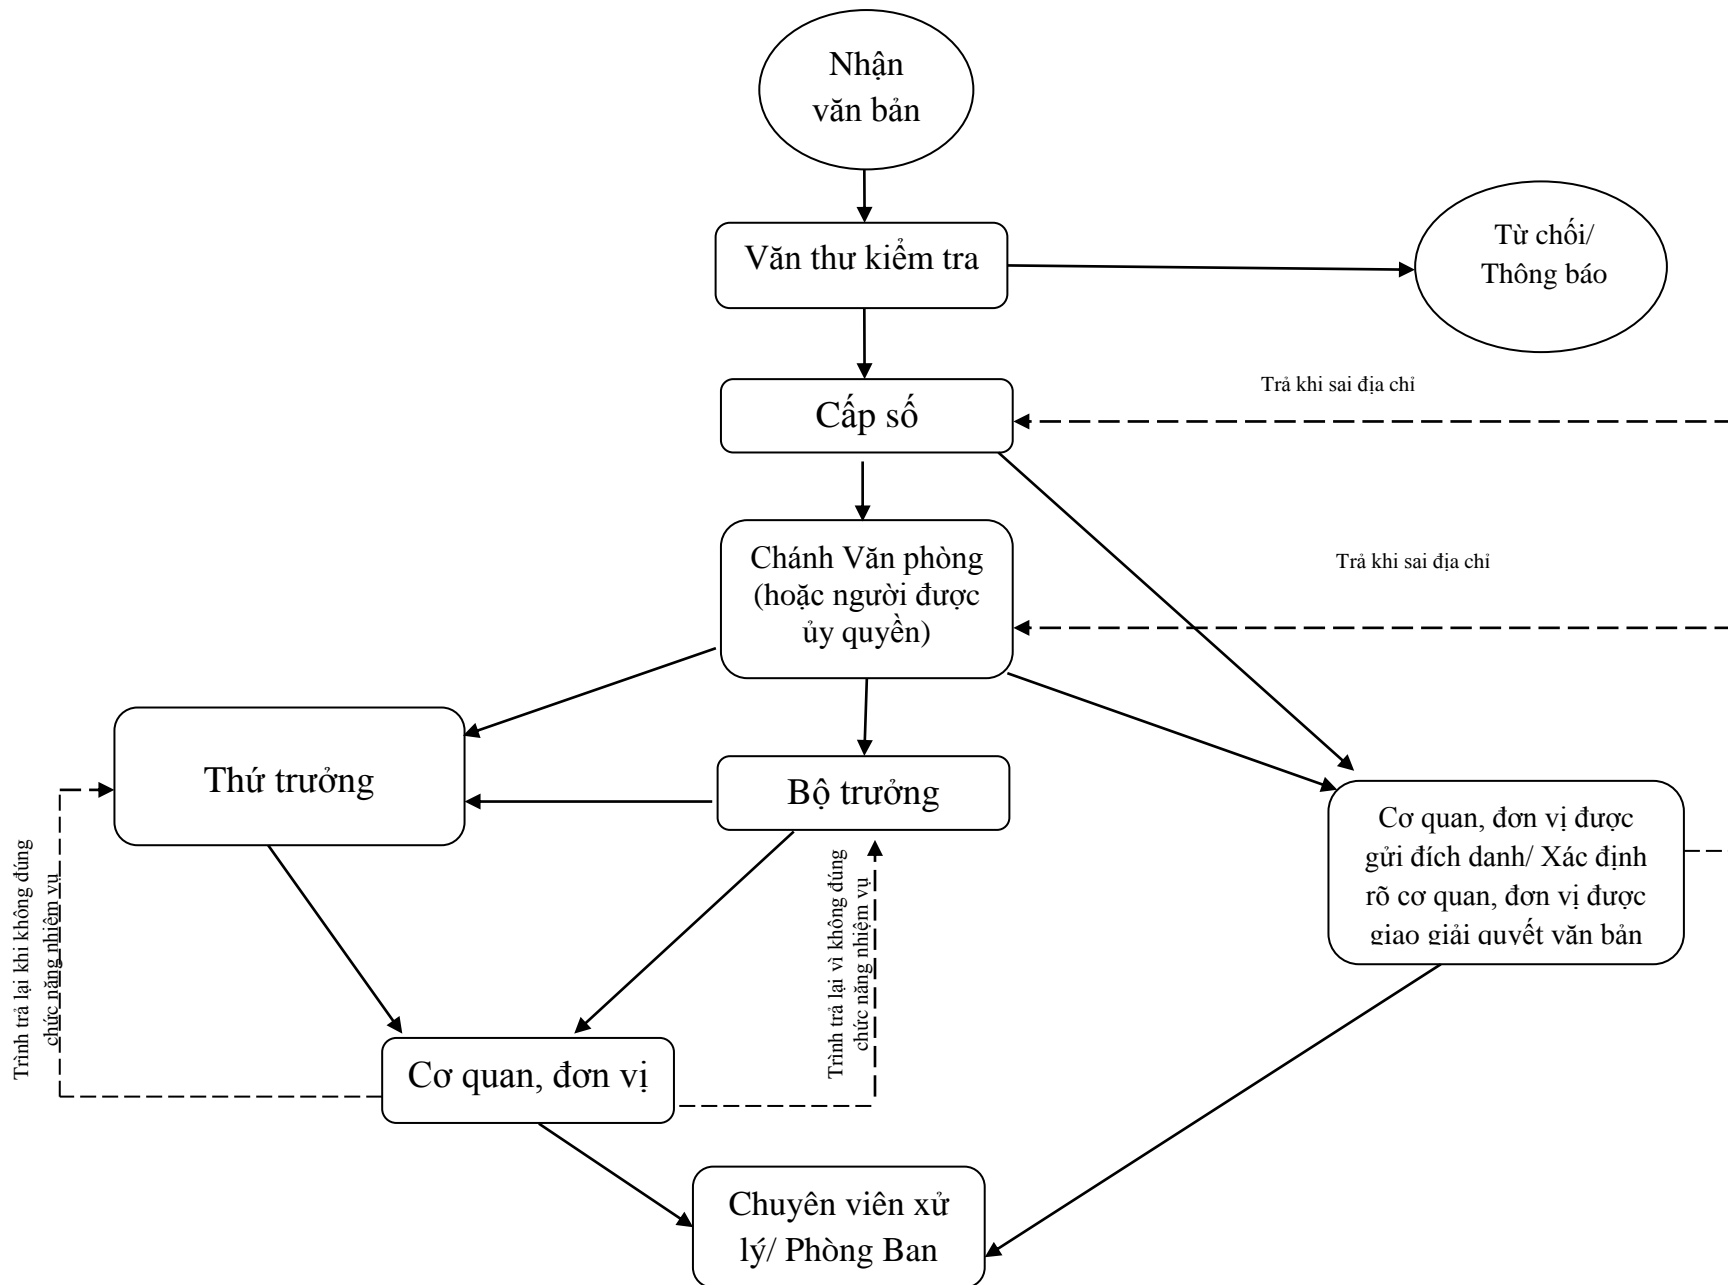 Nhận
văn bản
Văn thư kiểm tra
Từ chối/
Thông báo
Trả khi sai địa chỉ
Cấp số
Chánh Văn phòng
(hoặc người được
ủy quyền)
Trả khi sai địa chỉ
Thứ trưởng
Bộ trưởng
Cơ quan, đơn vị được
gửi đích danh/ Xác định
rõ cơ quan, đơn vị được
giao giải quyết văn bản
Trình trả lại khi không đúng
chức năng nhiệm vụ
Trình trả lại vì không đúng
chức năng nhiệm vụ
Cơ quan, đơn vị
Chuyên viên xử
lý/ Phòng Ban